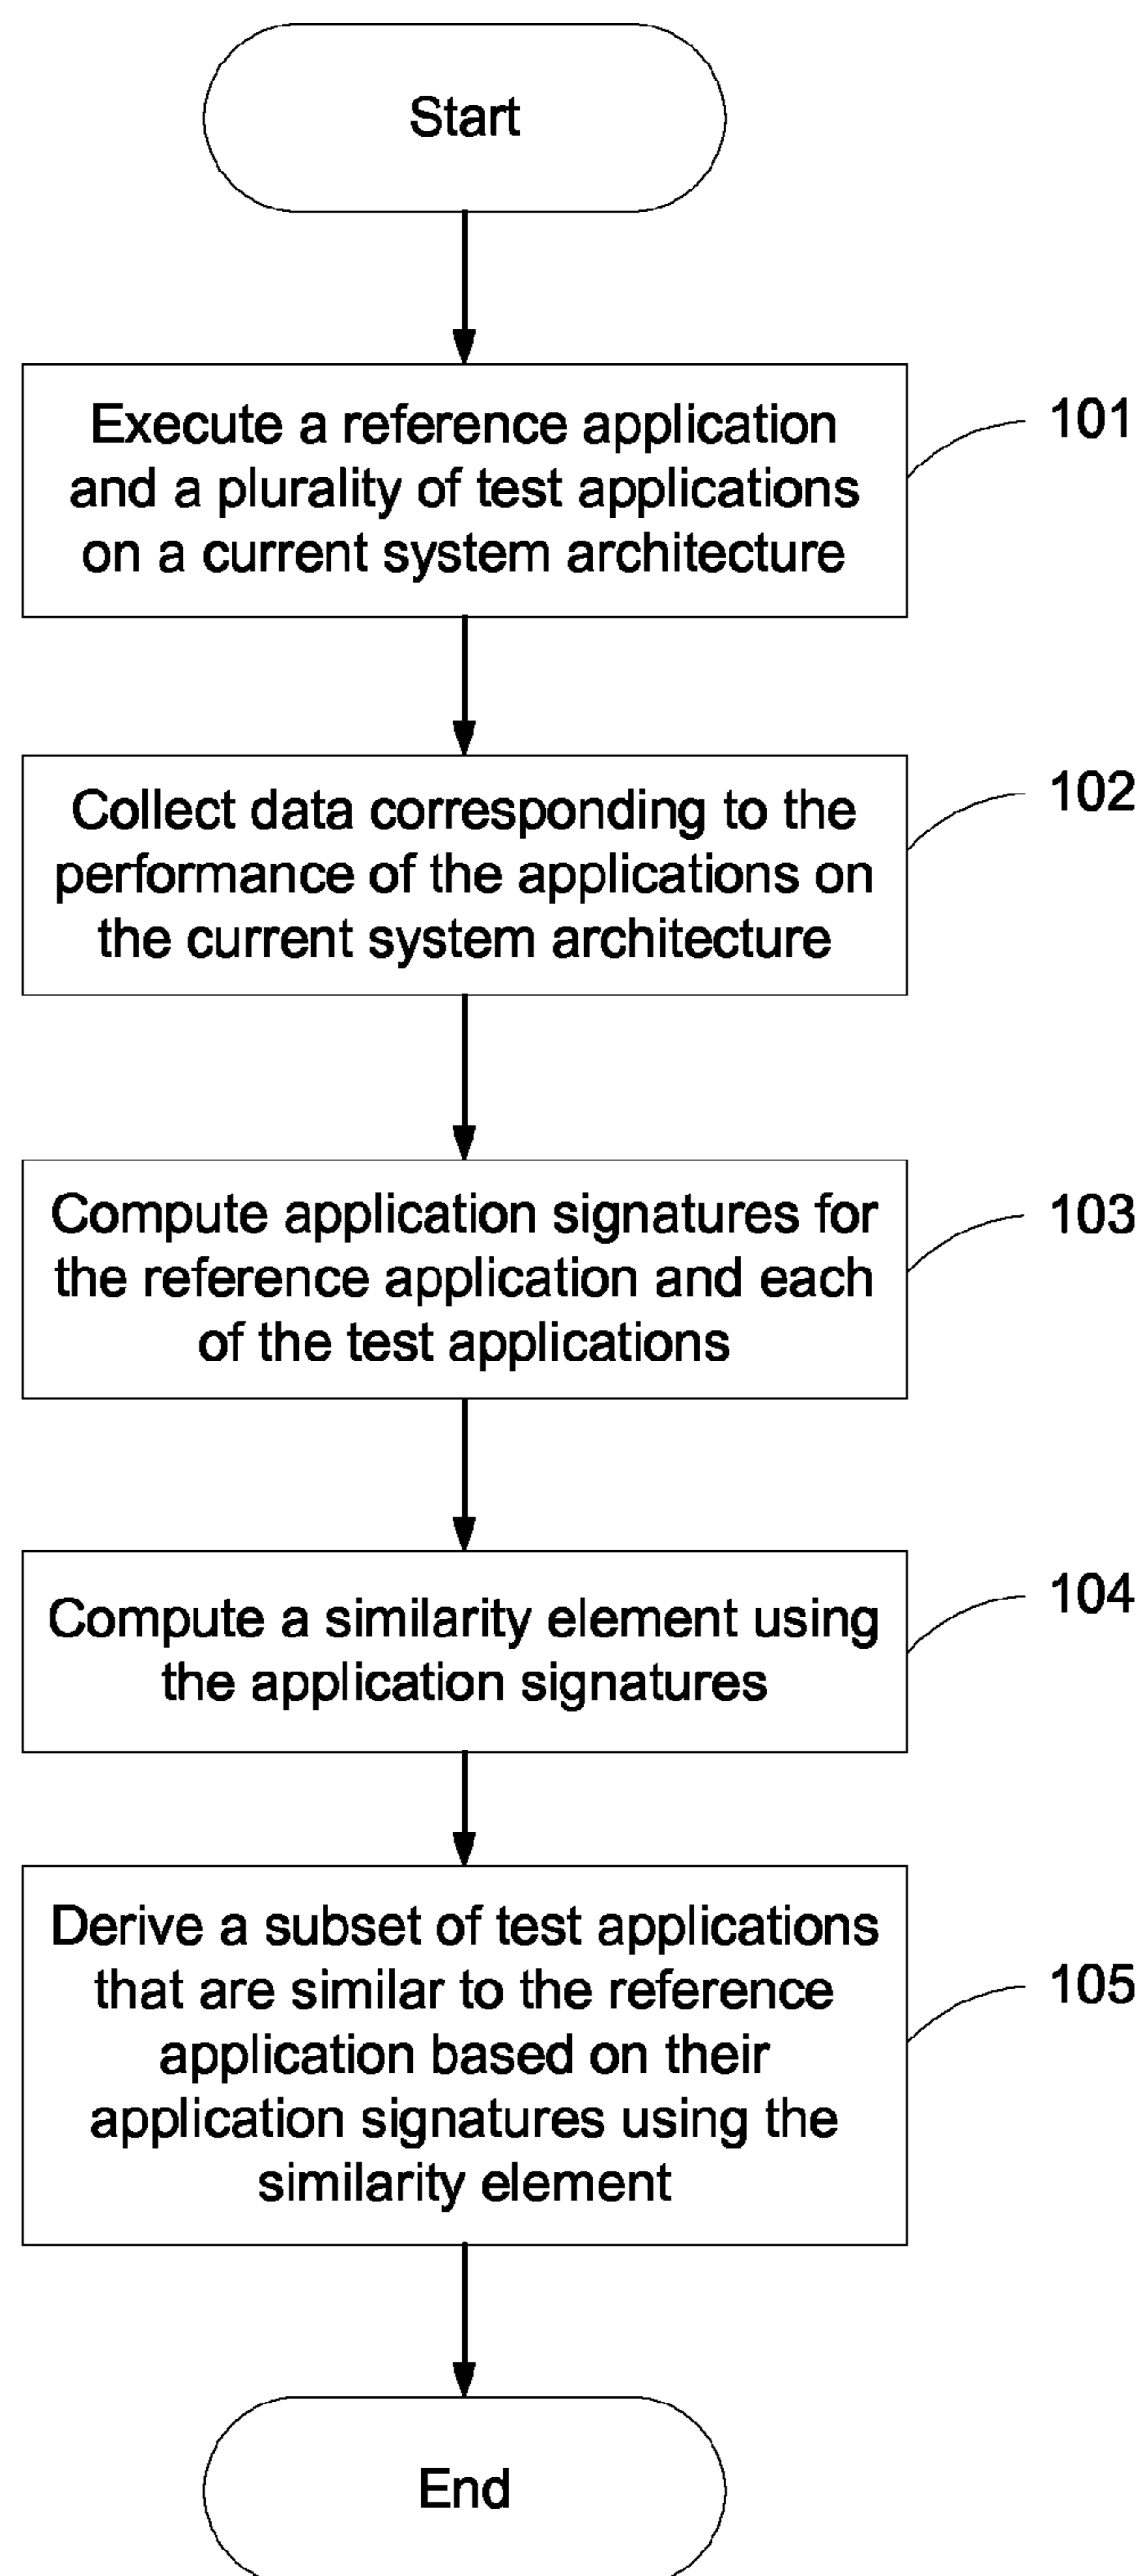 Start
Execute a reference application
and a plurality of test applications
on a current system architecture
101
Collect data corresponding to the
performance of the applications on
the current system architecture
102
Compute application signatures for
the reference application and each
of the test applications
103
Compute a similarity element using
the application signatures
104
Derive a subset of test applications
that are similar to the reference
application based on their
application signatures using the
similarity element
105
End